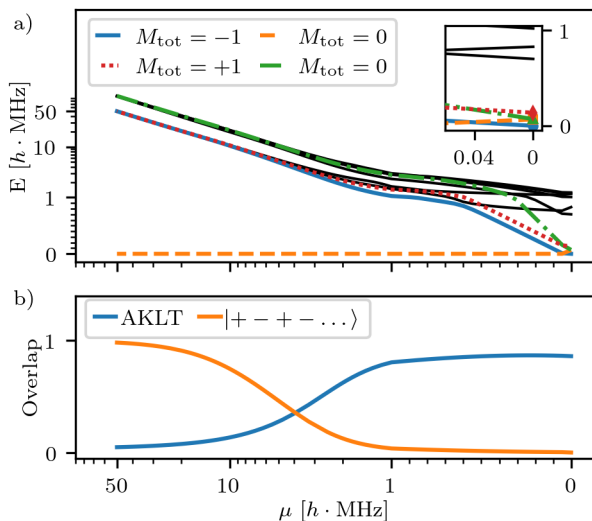 a)
M_tot = −1
M_tot = 0
M_tot = +1
M_tot = 0
1
0
0.04
0
50
10
1
0
E [h · MHz]
b)
AKLT
|+ − + − …⟩
1
0
Overlap
50
10
1
0
μ [h · MHz]